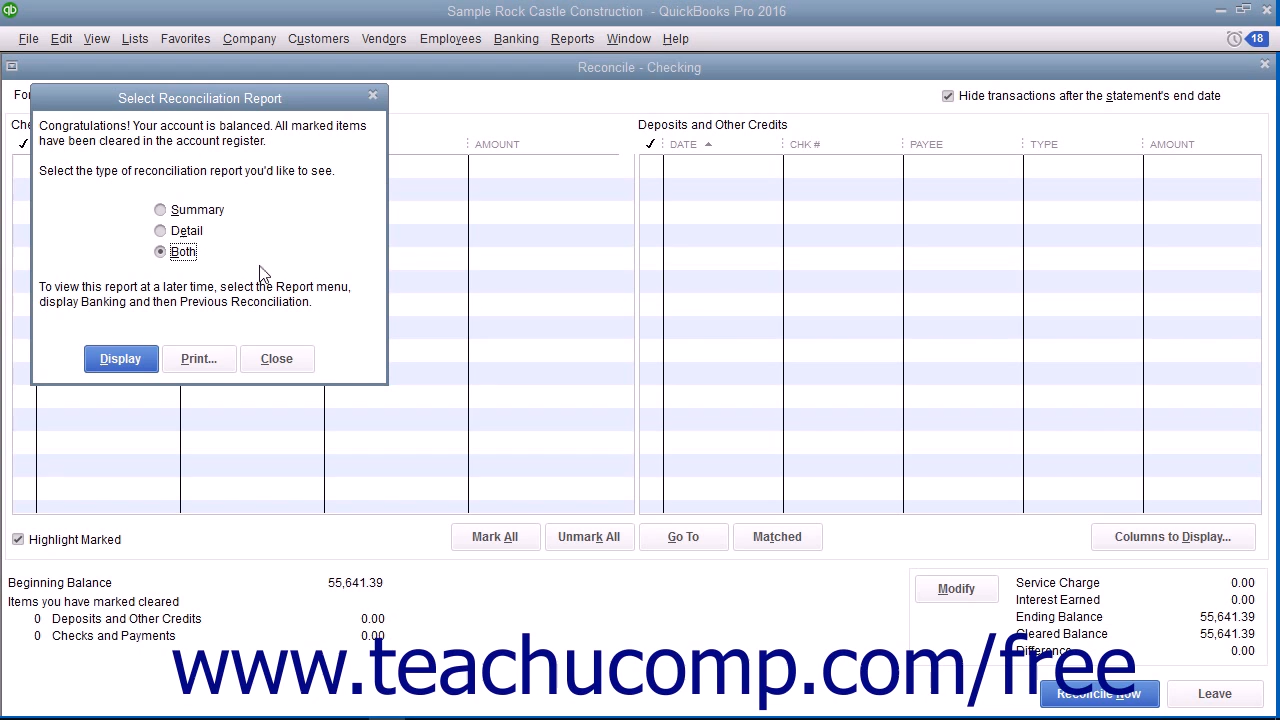 Sample Rock Castle Construction - QuickBooks Pro 2016
File Edit View Lists Favorites Company Customers Vendors Employees Banking Reports Window Help
18
Reconcile - Checking
Fo
Hide transactions after the statement's end date
Select Reconciliation Report
Congratulations! Your account is balanced. All marked items
have been cleared in the account register.
Select the type of reconciliation report you'd like to see.
Summary
Detail
Both
To view this report at a later time, select the Report menu,
display Banking and then Previous Reconciliation.
Display Print... Close
Che
AMOUNT
Deposits and Other Credits
DATE CHK # PAYEE TYPE AMOUNT
Highlight Marked
Mark All Unmark All Go To Matched
Columns to Display...
Beginning Balance 55,641.39
Items you have marked cleared
0 Deposits and Other Credits 0.00
0 Checks and Payments 0.00
Modify
Service Charge 0.00
Interest Earned 0.00
Ending Balance 55,641.39
Cleared Balance 55,641.39
Difference 0.00
www.teachucomp.com/free
Reconcile Now Leave